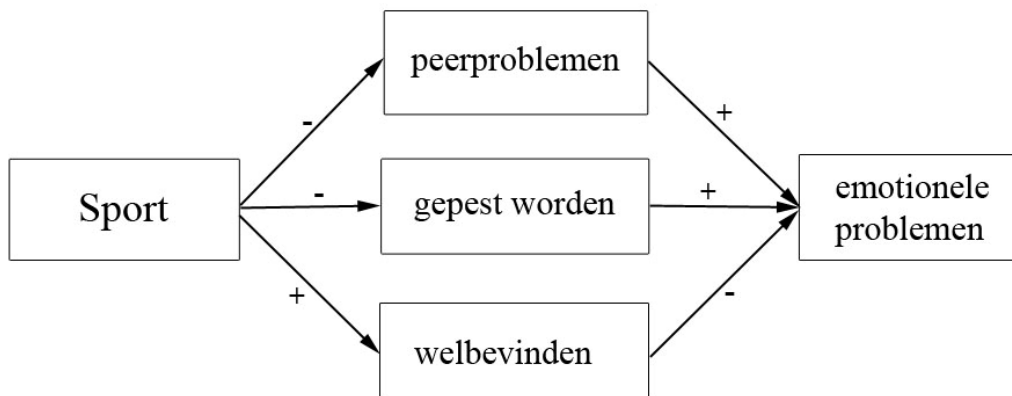 peerproblemen
-
+
Sport
-
gepest worden
+
emotionele
problemen
+
-
welbevinden